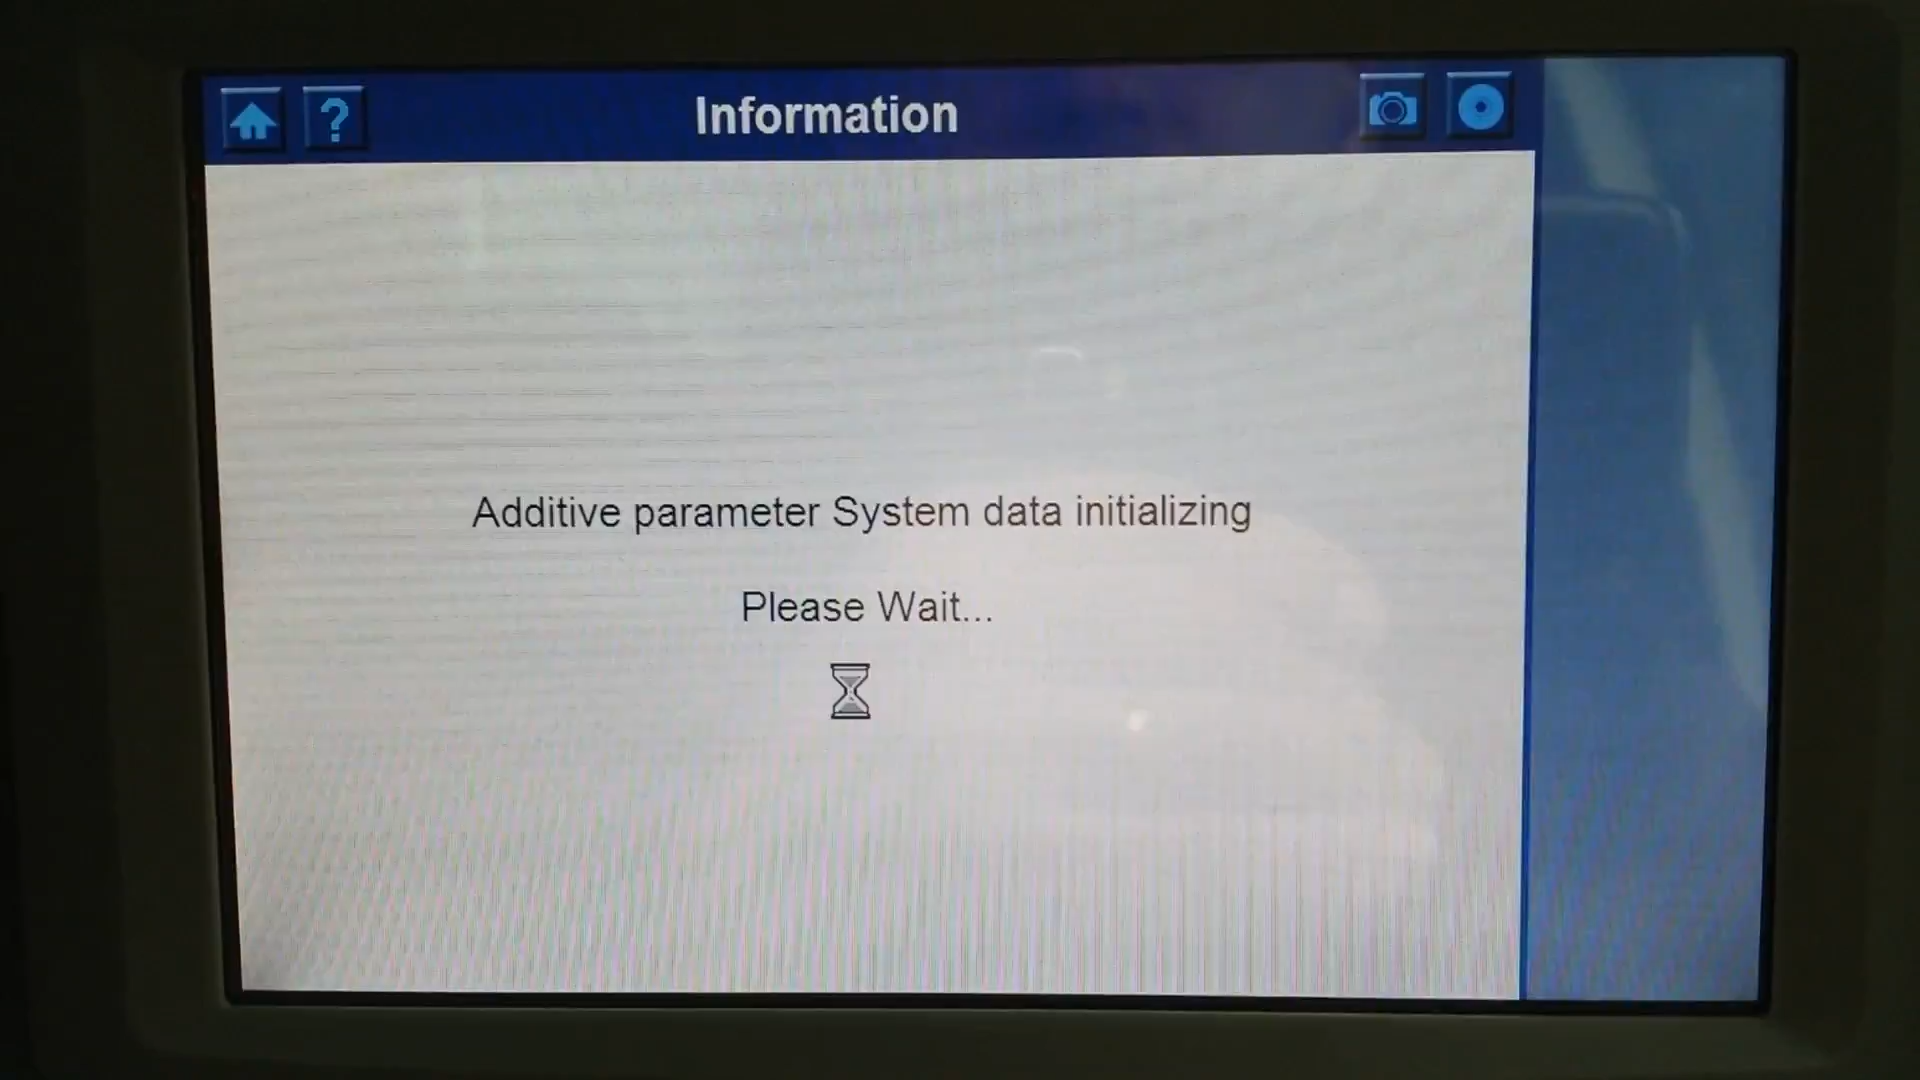 Information
Additive parameter System data initializing
Please Wait...